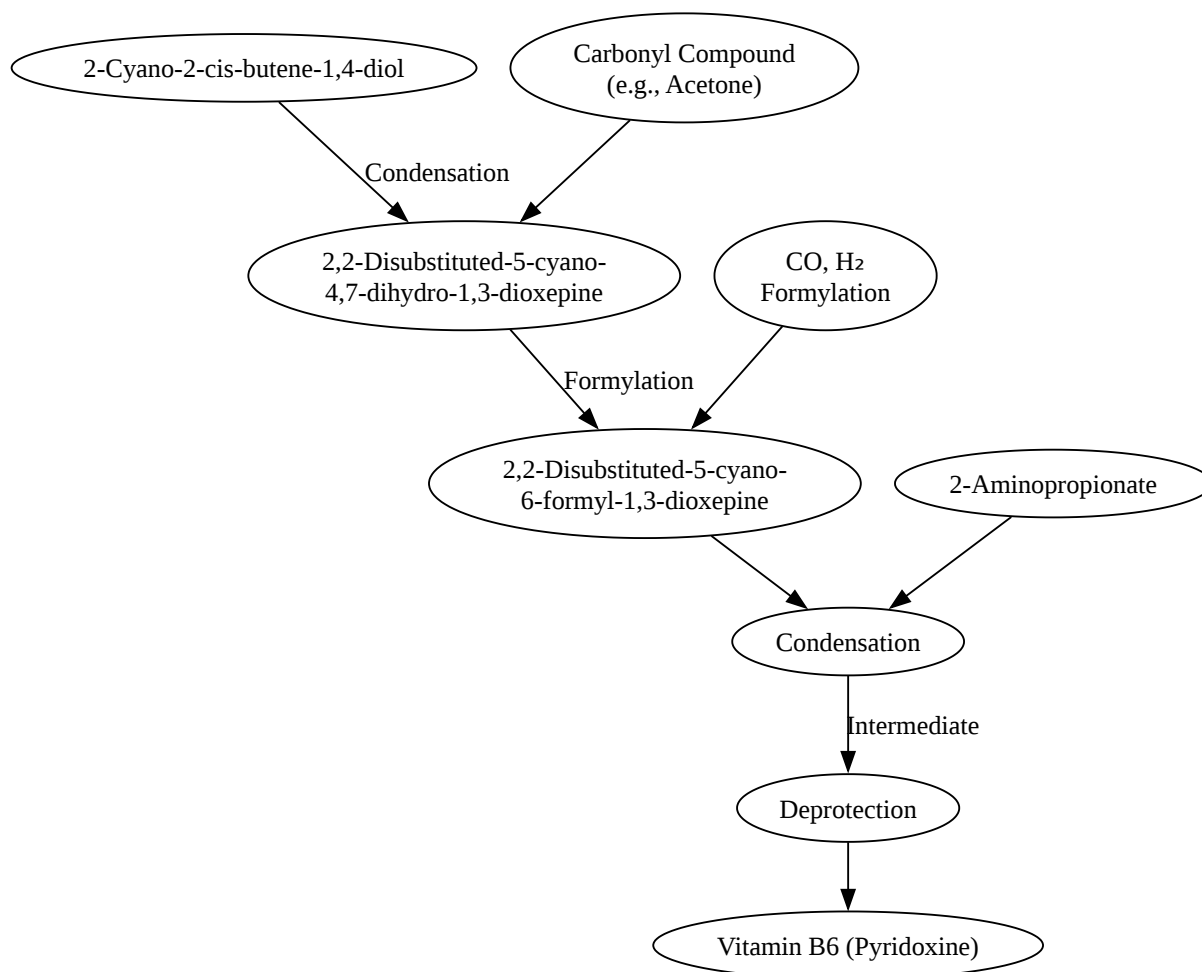 2-Cyano-2-cis-butene-1,4-diol
Carbonyl Compound
(e.g., Acetone)
Condensation
2,2-Disubstituted-5-cyano-
4,7-dihydro-1,3-dioxepine
CO, H₂
Formylation
Formylation
2,2-Disubstituted-5-cyano-
6-formyl-1,3-dioxepine
2-Aminopropionate
Condensation
Intermediate
Deprotection
Vitamin B6 (Pyridoxine)